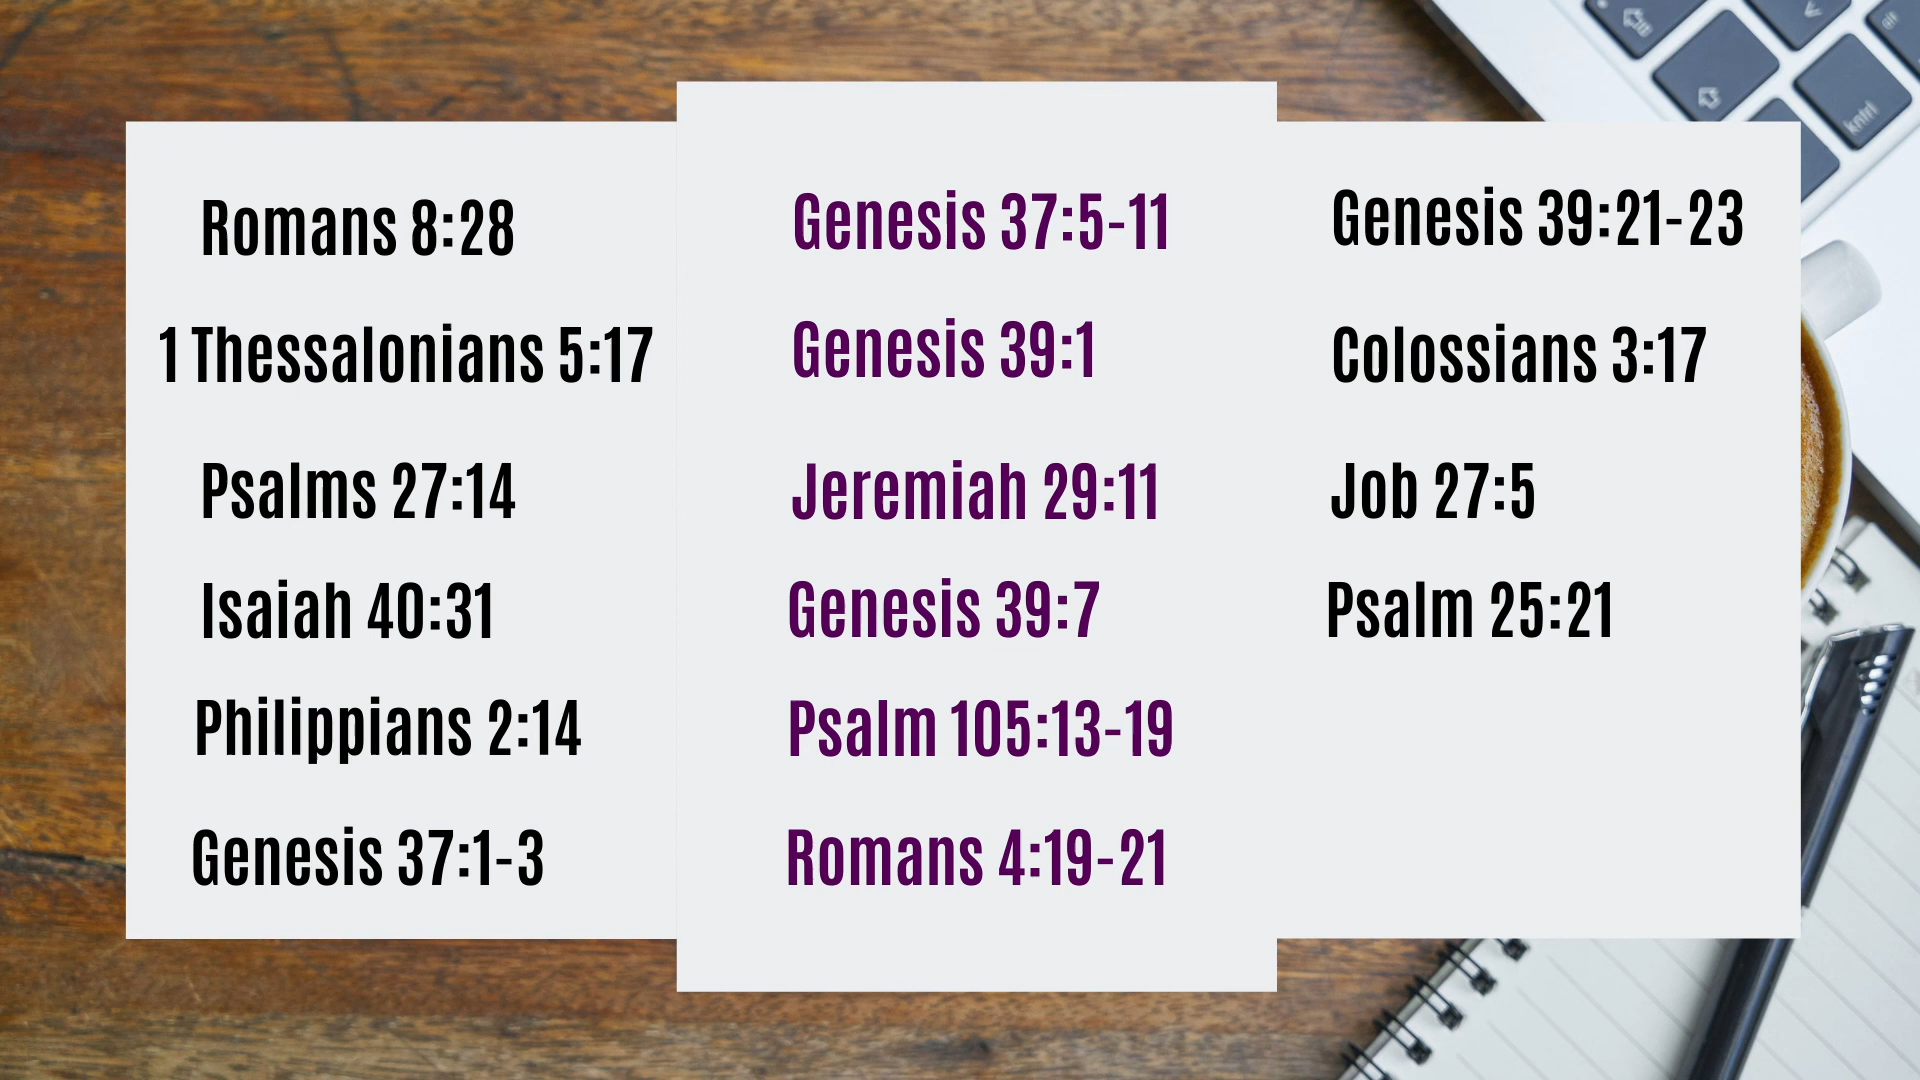 Romans 8:28
1 Thessalonians 5:17
Psalms 27:14
Isaiah 40:31
Philippians 2:14
Genesis 37:1-3
Genesis 37:5-11
Genesis 39:1
Jeremiah 29:11
Genesis 39:7
Psalm 105:13-19
Romans 4:19-21
Genesis 39:21-23
Colossians 3:17
Job 27:5
Psalm 25:21
kntrl